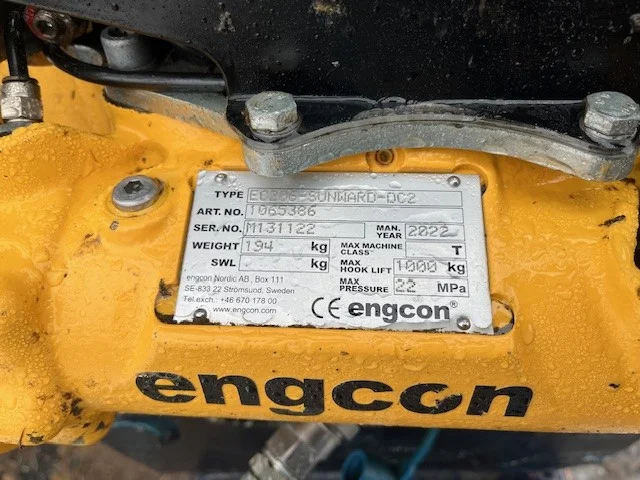 TYPE EC206-SUNWARD-DC2
ART. NO. 1065386
SER. NO. M131122 MAN. YEAR 2022
WEIGHT 194 kg MAX MACHINE CLASS T
SWL - kg MAX HOOK LIFT 1000 kg
MAX PRESSURE 22 MPa
engcon Nordic AB, Box 111
SE-833 22 Strömsund, Sweden
Tel.exch.: +46 670 178 00
www.engcon.com
CE engcon®
engcon